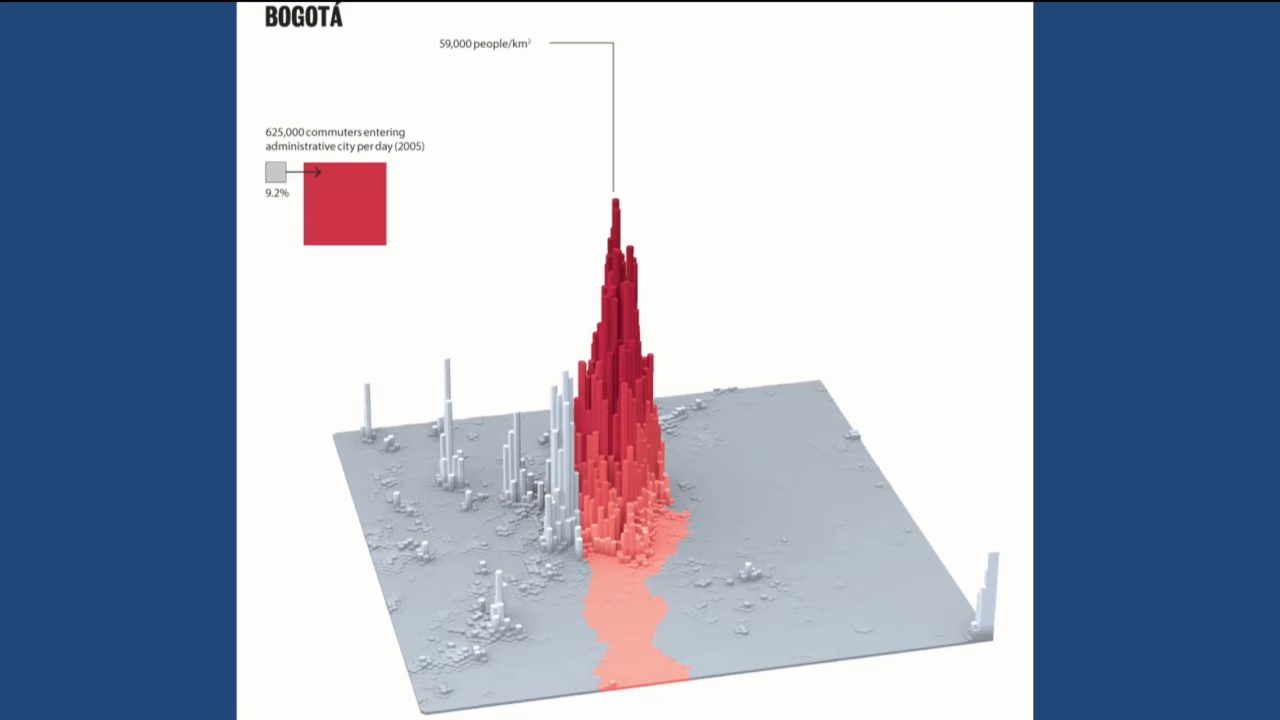 BOGOTÁ
59,000 people/km²
625,000 commuters entering
administrative city per day (2005)
9.2%